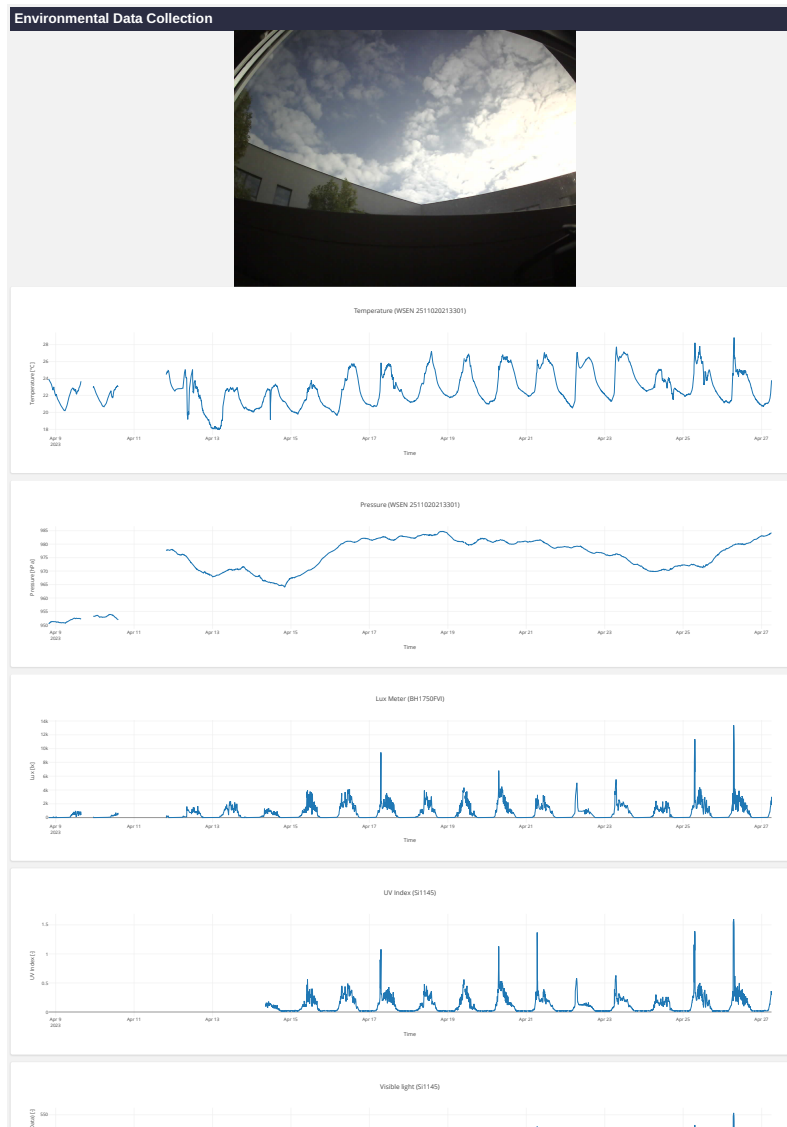 Environmental Data Collection
Temperature (WSEN 2511020213301)
Temperature [°C]
28
26
24
22
20
18
Apr 9
2023
Apr 11
Apr 13
Apr 15
Apr 17
Apr 19
Apr 21
Apr 23
Apr 25
Apr 27
Time
Pressure (WSEN 2511020213301)
Pressure [hPa]
985
980
975
970
965
960
955
950
Apr 9
2023
Apr 11
Apr 13
Apr 15
Apr 17
Apr 19
Apr 21
Apr 23
Apr 25
Apr 27
Time
Lux Meter (BH1750FVI)
Lux [lx]
14k
12k
10k
8k
6k
4k
2k
0
Apr 9
2023
Apr 11
Apr 13
Apr 15
Apr 17
Apr 19
Apr 21
Apr 23
Apr 25
Apr 27
Time
UV Index (Si1145)
UV Index [-]
1.5
1
0.5
0
Apr 9
2023
Apr 11
Apr 13
Apr 15
Apr 17
Apr 19
Apr 21
Apr 23
Apr 25
Apr 27
Time
Visible light (Si1145)
550